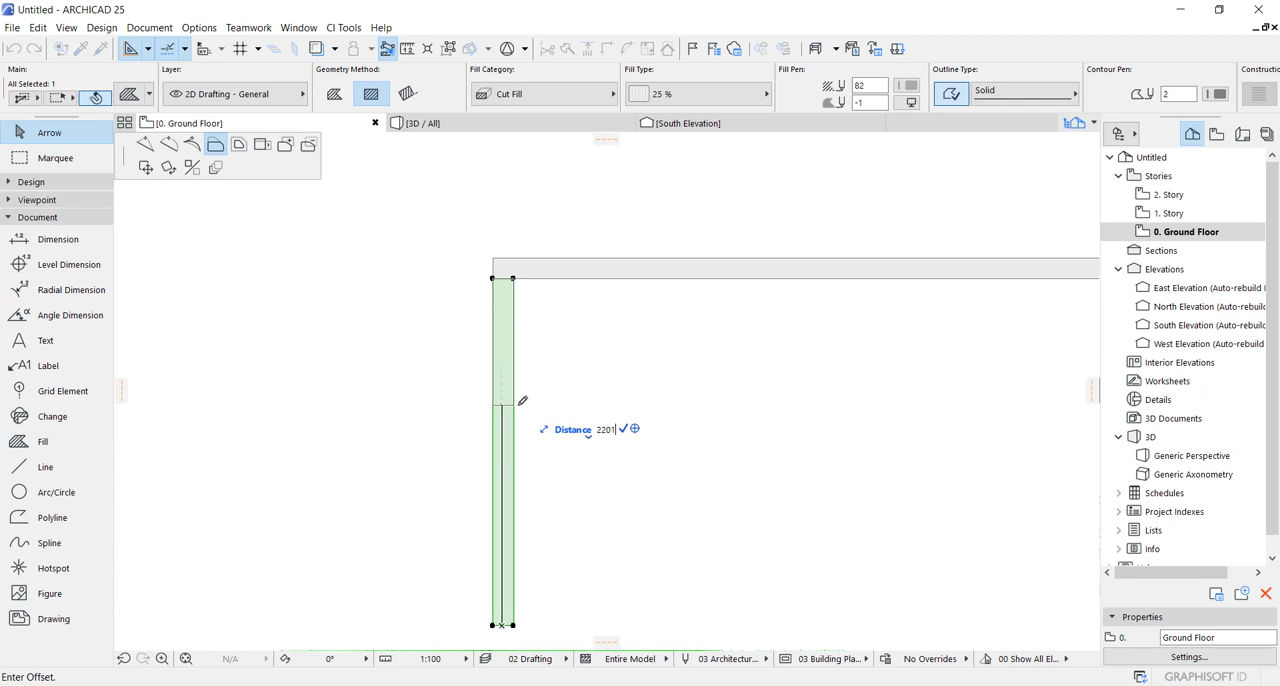 Untitled - ARCHICAD 25
File Edit View Design Document Options Teamwork Window CI Tools Help
Main:
All Selected: 1
Layer:
2D Drafting - General
Geometry Method:
Fill Category:
Cut Fill
Fill Type:
25 %
Fill Pen:
82
-1
Outline Type:
Solid
Contour Pen:
2
Constructio
[0. Ground Floor]
[3D / All]
[South Elevation]
Arrow
Marquee
Design
Viewpoint
Document
Dimension
Level Dimension
Radial Dimension
Angle Dimension
Text
Label
Grid Element
Change
Fill
Line
Arc/Circle
Polyline
Spline
Hotspot
Figure
Drawing
Distance 2201
Untitled
Stories
2. Story
1. Story
0. Ground Floor
Sections
Elevations
East Elevation (Auto-rebuild
North Elevation (Auto-rebuild
South Elevation (Auto-rebuild
West Elevation (Auto-rebuild
Interior Elevations
Worksheets
Details
3D Documents
3D
Generic Perspective
Generic Axonometry
Schedules
Project Indexes
Lists
Info
Properties
0. Ground Floor
Settings...
N/A 0° 1:100 02 Drafting Entire Model 03 Architectur... 03 Building Pla... No Overrides 00 Show All El...
Enter Offset.
GRAPHISOFT ID